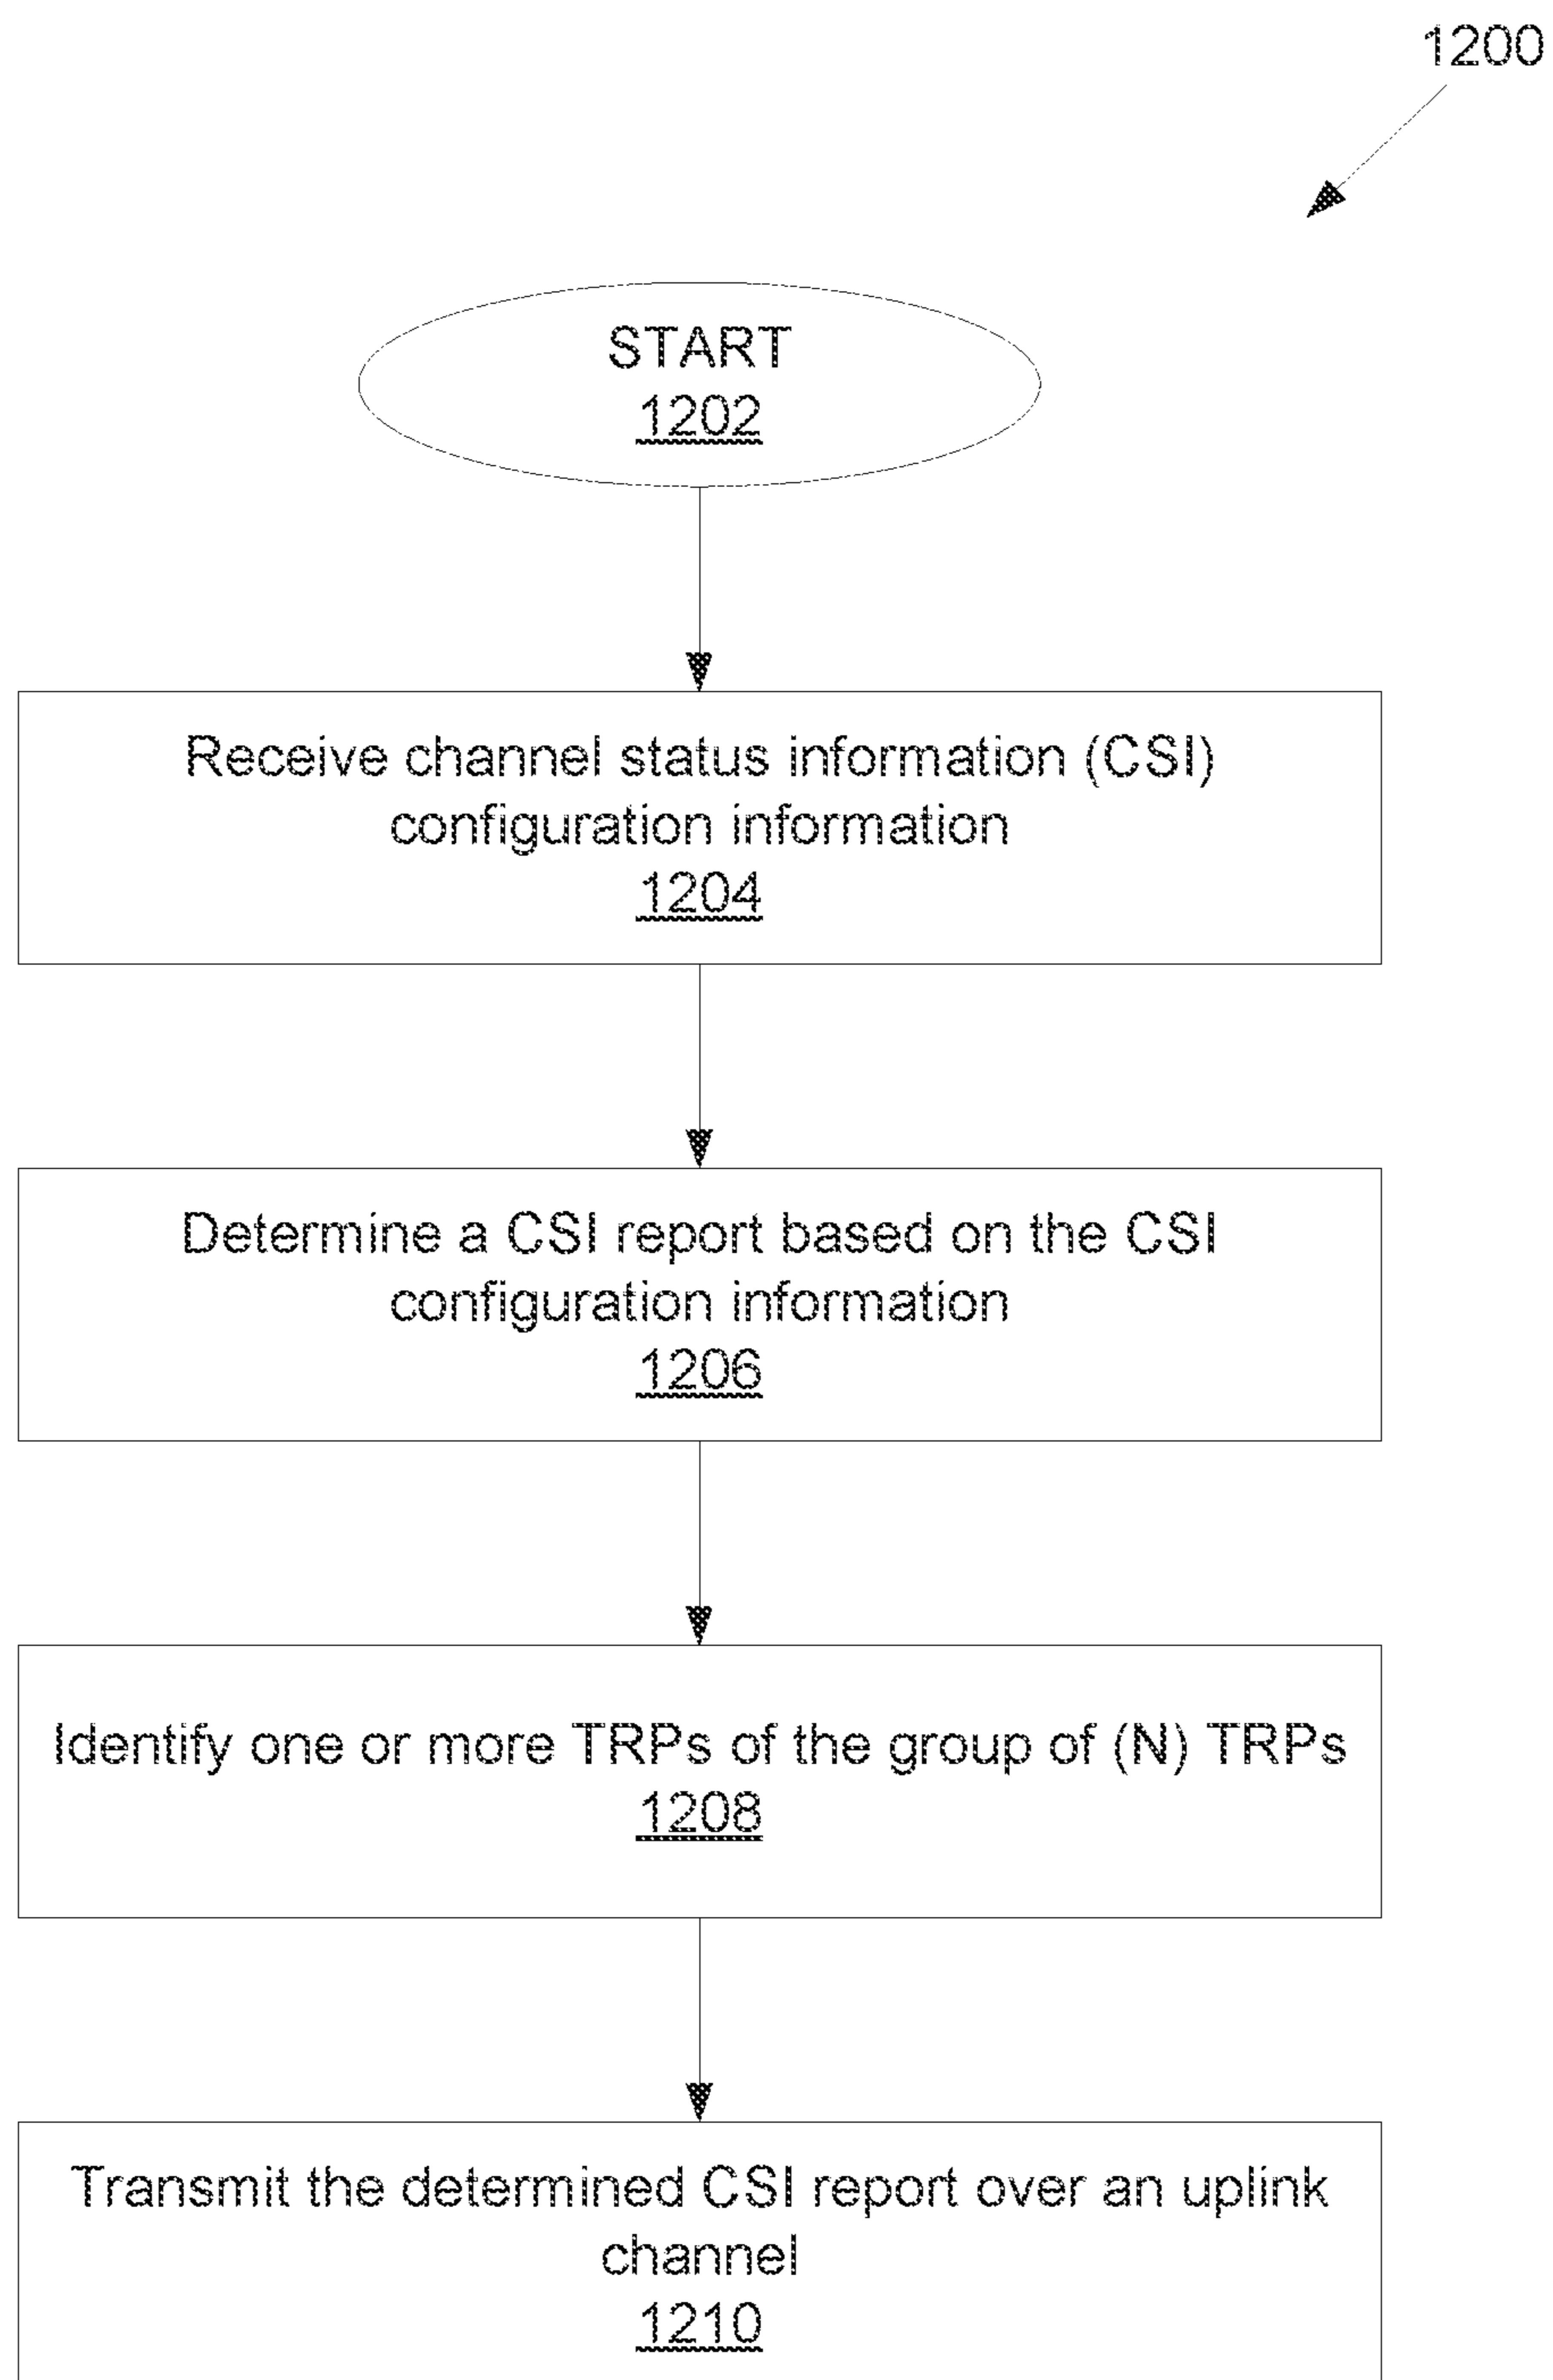 1200
START
1202
Receive channel status information (CSI)
configuration information
1204
Determine a CSI report based on the CSI
configuration information
1206
Identify one or more TRPs of the group of (N) TRPs
1208
Transmit the determined CSI report over an uplink
channel
1210